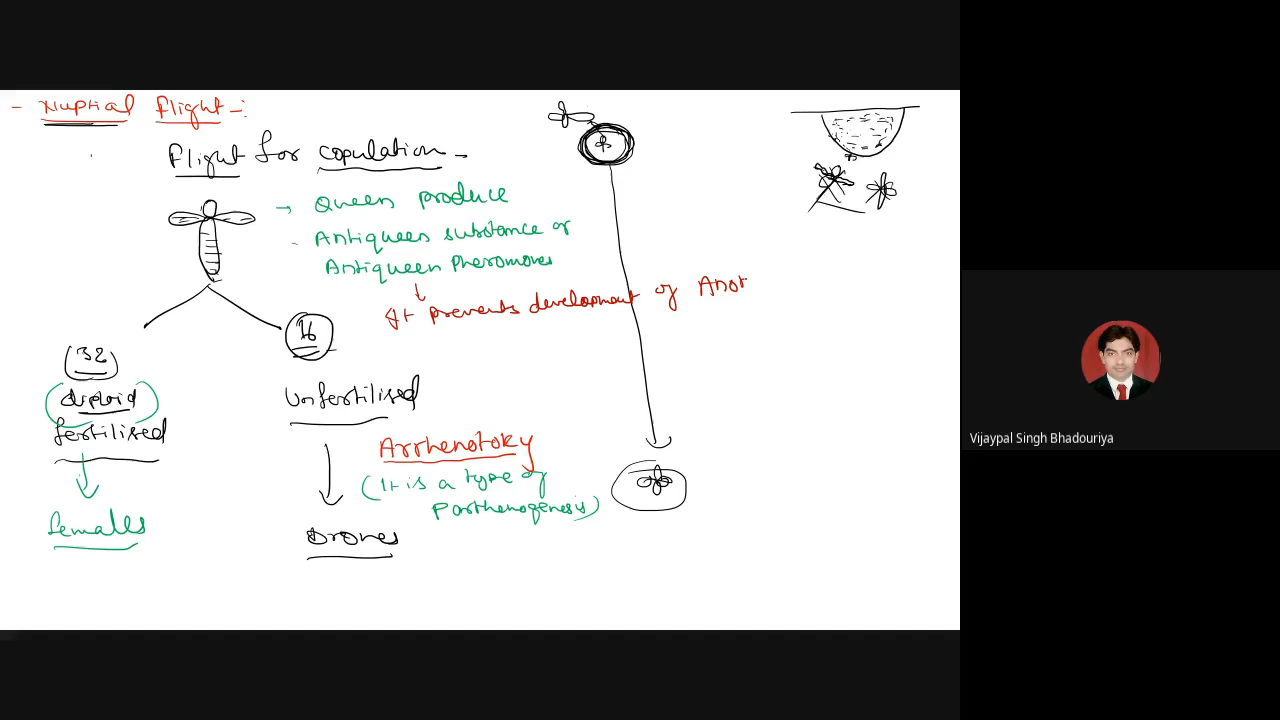 - Nuptial flight -:
flight for copulation -
→ Queen produce
- Antiqueen substance or
Antiqueen Pheromones
↓
It prevents development of Anot
32
16
diploid
fertilised
Unfertilised
Arrhenotoky
(It is a type of
Parthenogenesis)
females
Drones
Vijaypal Singh Bhadouriya